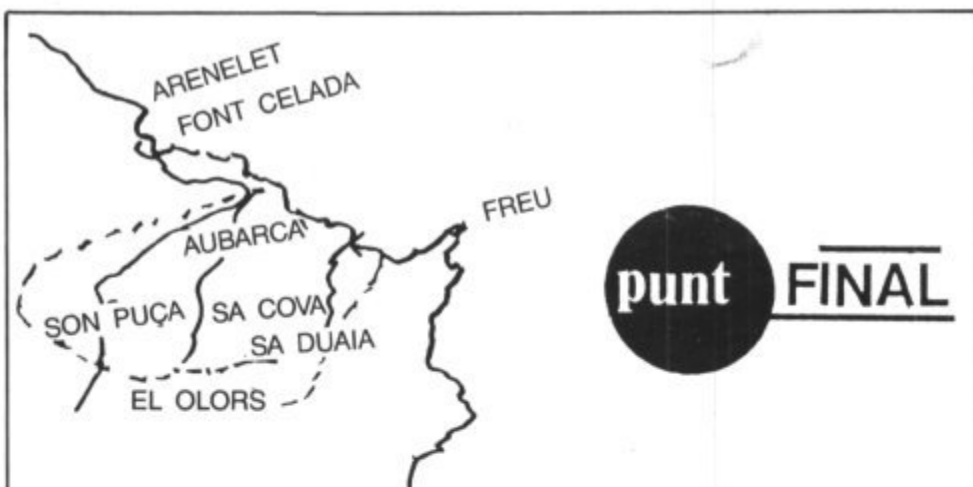 ARENELET
FONT CELADA
FREU
AUBARCA
SON PUÇA
SA COVA
SA DUAIA
EL OLORS
punt FINAL